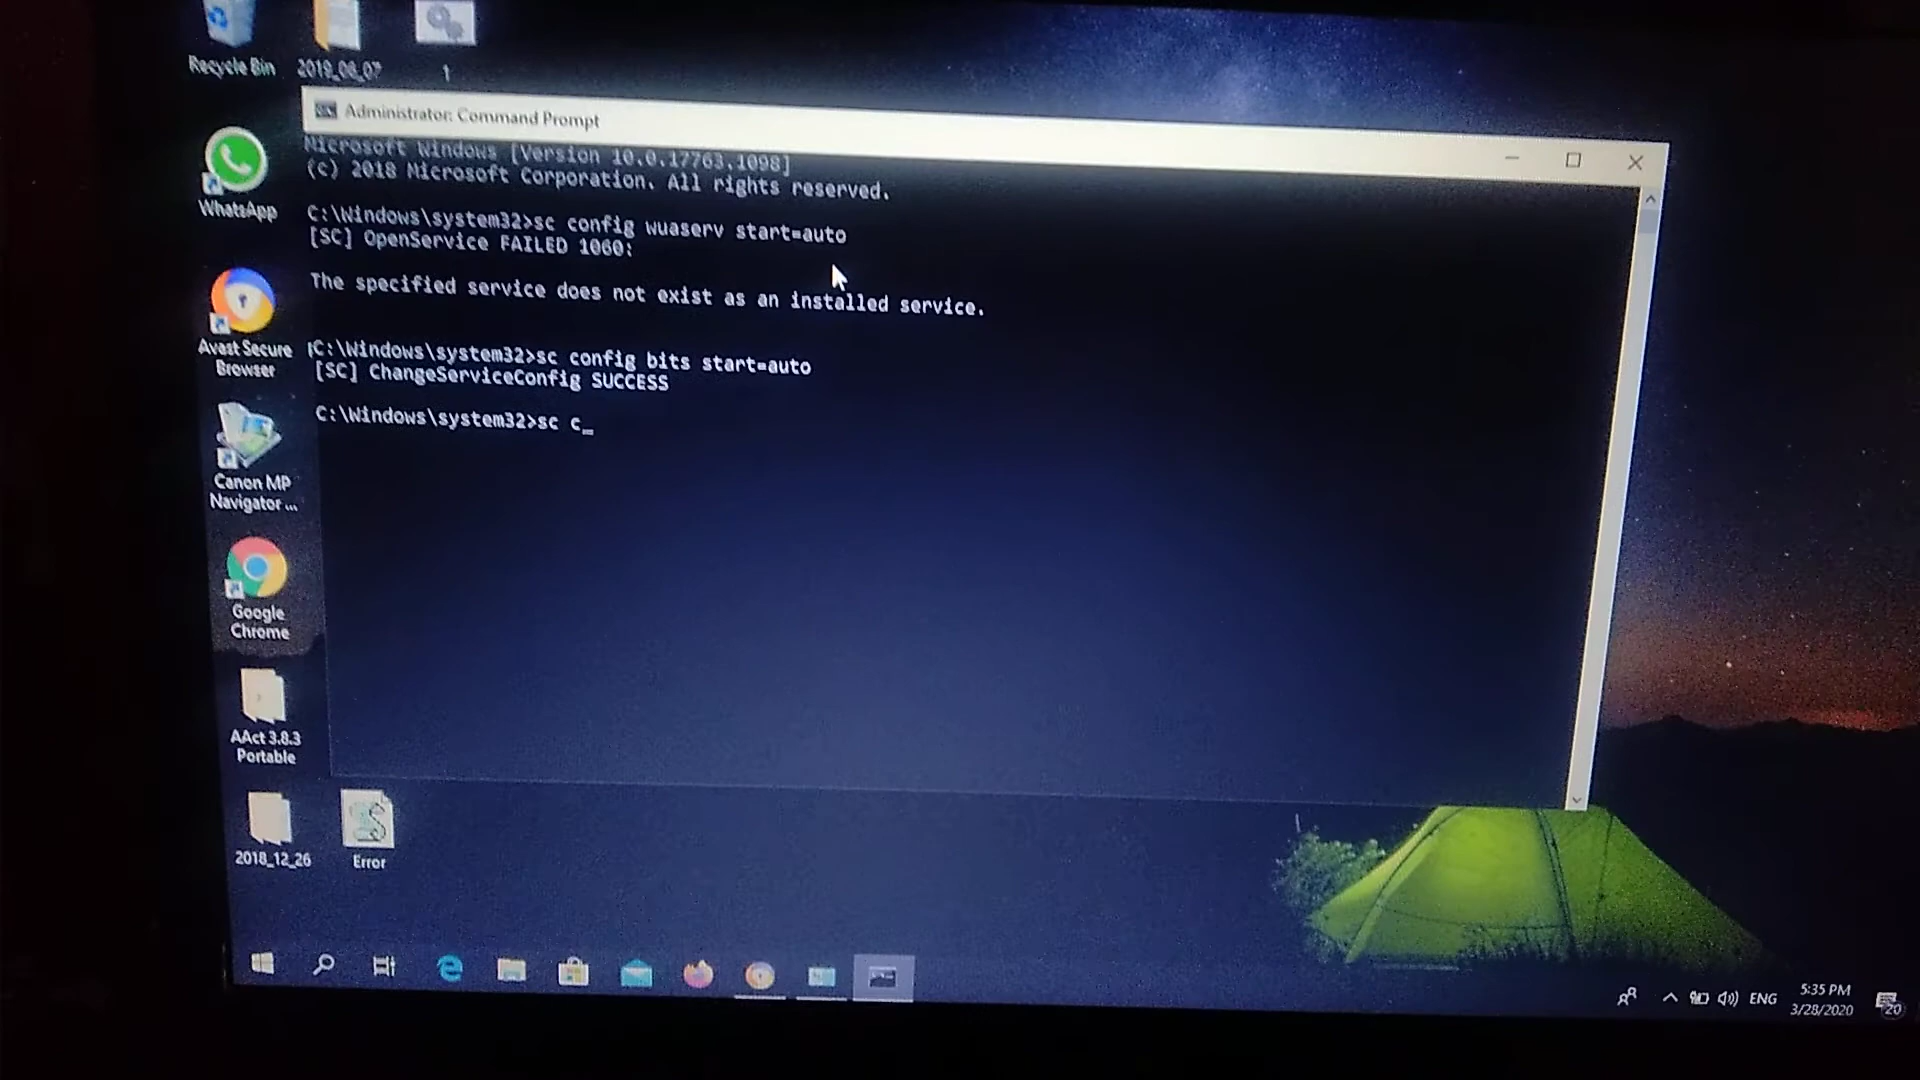 Recycle Bin
2019_08_07
1
Administrator: Command Prompt
Microsoft Windows [Version 10.0.17763.1098]
(c) 2018 Microsoft Corporation. All rights reserved.
C:\Windows\system32>sc config wuaserv start=auto
[SC] OpenService FAILED 1060:
The specified service does not exist as an installed service.
C:\Windows\system32>sc config bits start=auto
[SC] ChangeServiceConfig SUCCESS
C:\Windows\system32>sc c_
WhatsApp
Avast Secure
Browser
Canon MP
Navigator ...
Google
Chrome
AAct 3.8.3
Portable
2018_12_26
Error
ENG
5:35 PM
3/28/2020
20